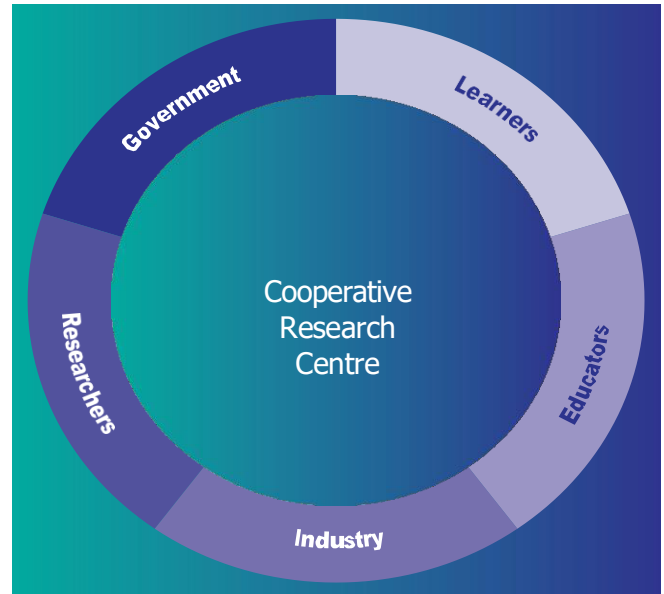 Government
Learners
Cooperative
Research
Centre
Researchers
Educators
Industry